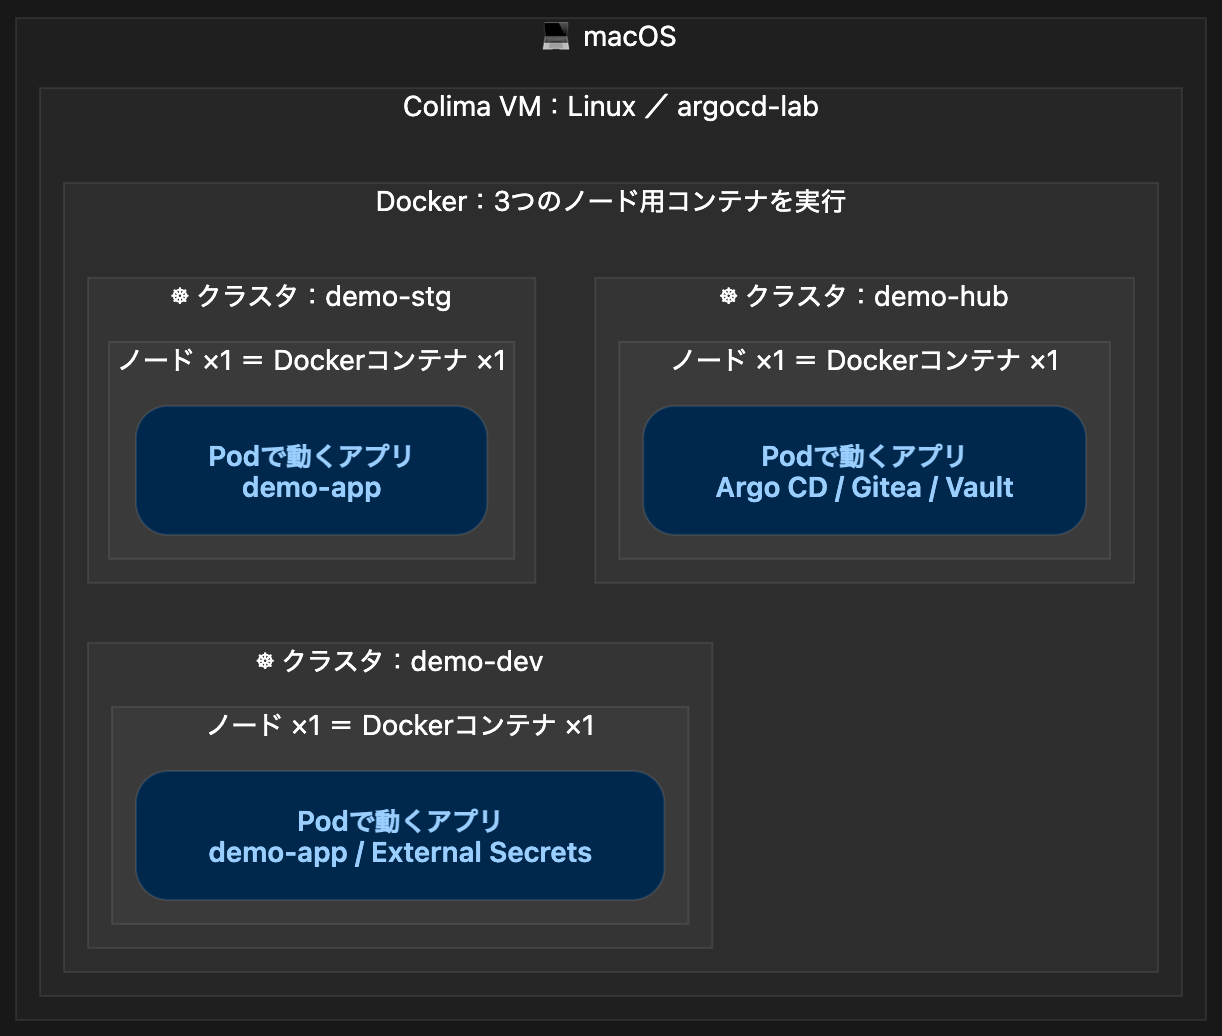 💻 macOS
Colima VM：Linux ／ argocd-lab
Docker：3つのノード用コンテナを実行
☸ クラスタ：demo-stg
ノード ×1 ＝ Dockerコンテナ ×1
Podで動くアプリ
demo-app
☸ クラスタ：demo-hub
ノード ×1 ＝ Dockerコンテナ ×1
Podで動くアプリ
Argo CD / Gitea / Vault
☸ クラスタ：demo-dev
ノード ×1 ＝ Dockerコンテナ ×1
Podで動くアプリ
demo-app / External Secrets